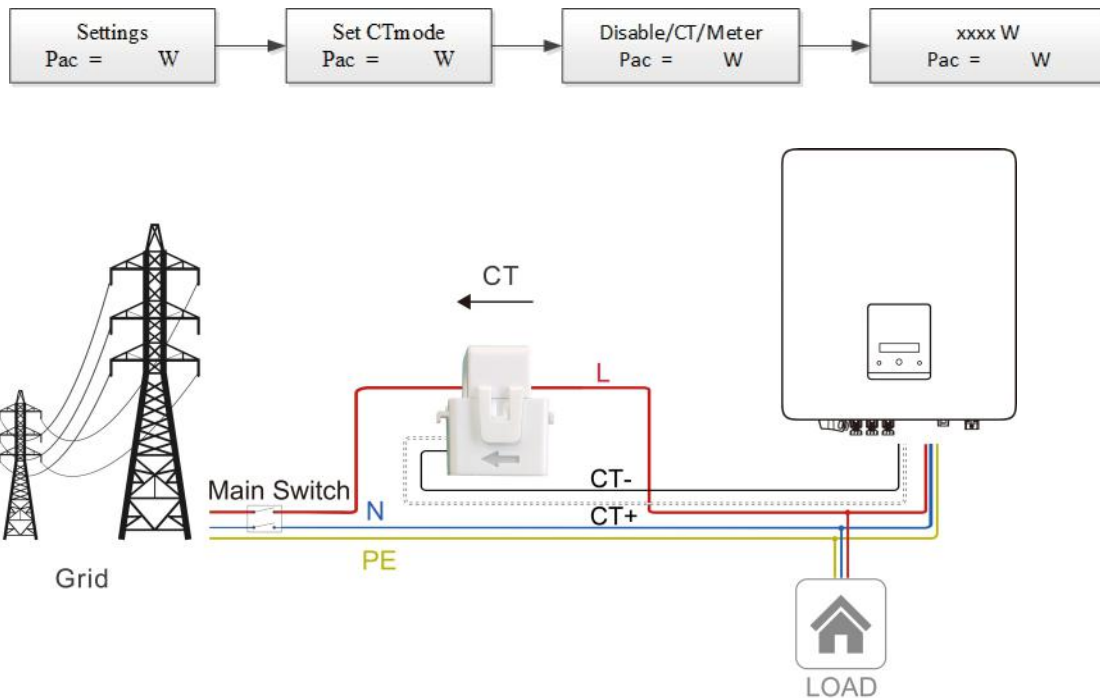 Settings
Pac = W
Set CTmode
Pac = W
Disable/CT/Meter
Pac = W
xxxx W
Pac = W
CT
L
CT-
Main Switch
N
CT+
PE
Grid
LOAD